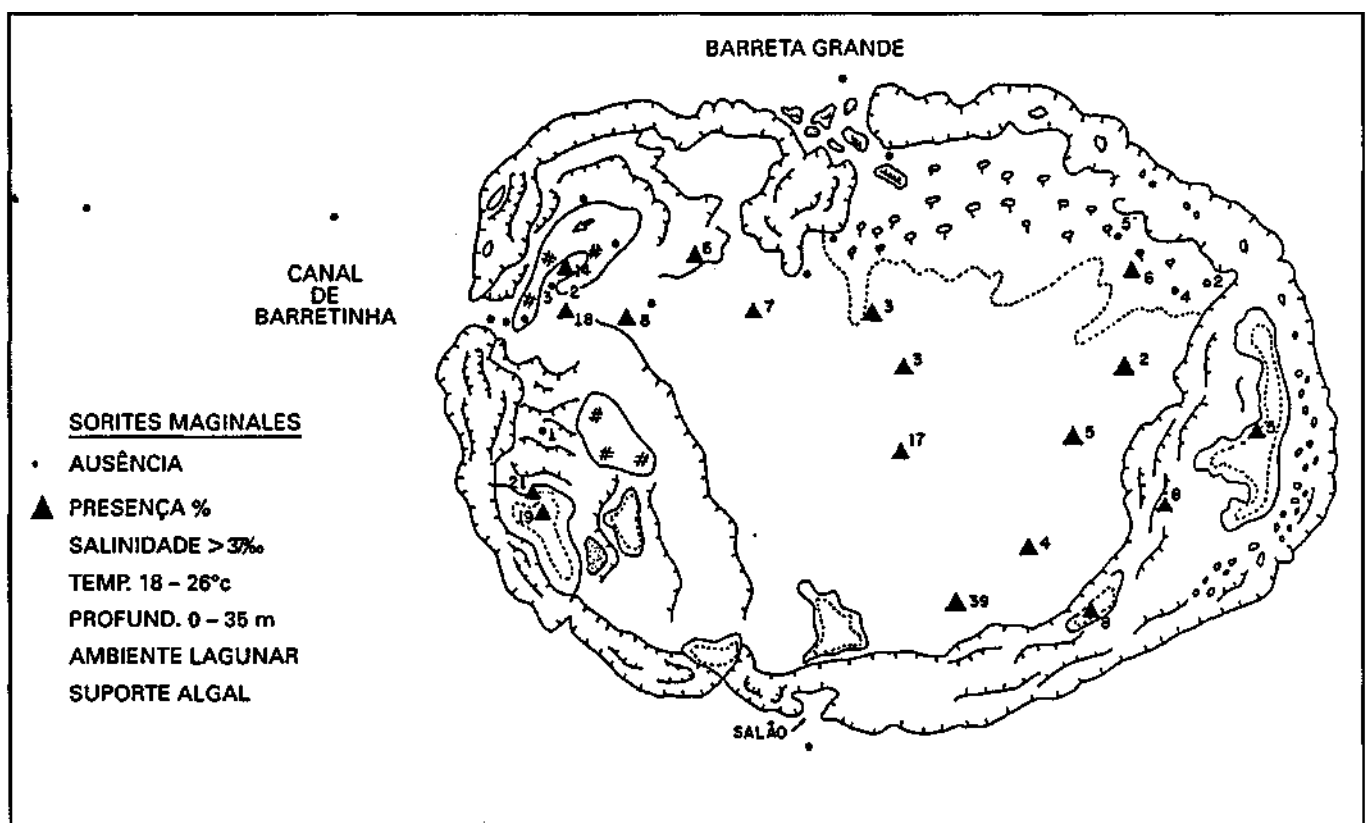 BARRETA GRANDE
CANAL
DE
BARRETINHA
SORITES MAGINALES
AUSÊNCIA
PRESENÇA %
SALINIDADE > 37‰
TEMP. 18 – 26°c
PROFUND. 0 – 35 m
AMBIENTE LAGUNAR
SUPORTE ALGAL
5
6
14
6
2
4
3
2
18
8
7
3
3
2
17
5
1
21
19
4
39
SALÃO